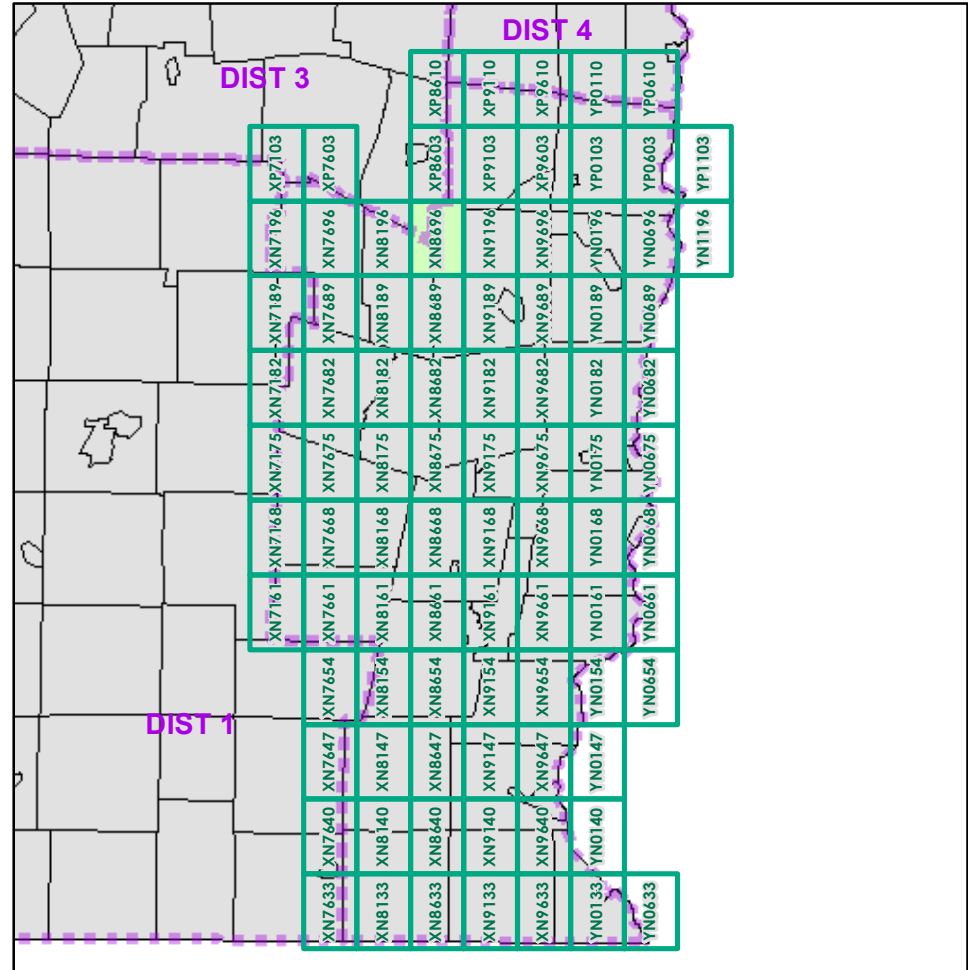 DIST 4
DIST 3
XP8610
XP9110
XP9610
YP0110
YP0610
XP7103
XP7603
XP8603
XP9103
XP9603
YP0103
YP0603
YP1103
XN7196
XN7696
XN8196
XN8696
XN9196
XN9696
YN0196
YN0696
YN1196
XN7189
XN7689
XN8189
XN8689
XN9189
XN9689
YN0189
YN0689
XN7182
XN7682
XN8182
XN8682
XN9182
XN9682
YN0182
YN0682
XN7175
XN7675
XN8175
XN8675
XN9175
XN9675
YN0175
YN0675
XN7168
XN7668
XN8168
XN8668
XN9168
XN9668
YN0168
YN0668
XN7161
XN7661
XN8161
XN8661
XN9161
XN9661
YN0161
YN0661
XN7654
XN8154
XN8654
XN9154
XN9654
YN0154
YN0654
DIST 1
XN7647
XN8147
XN8647
XN9147
XN9647
YN0147
XN7640
XN8140
XN8640
XN9140
XN9640
YN0140
XN7633
XN8133
XN8633
XN9133
XN9633
YN0133
YN0633